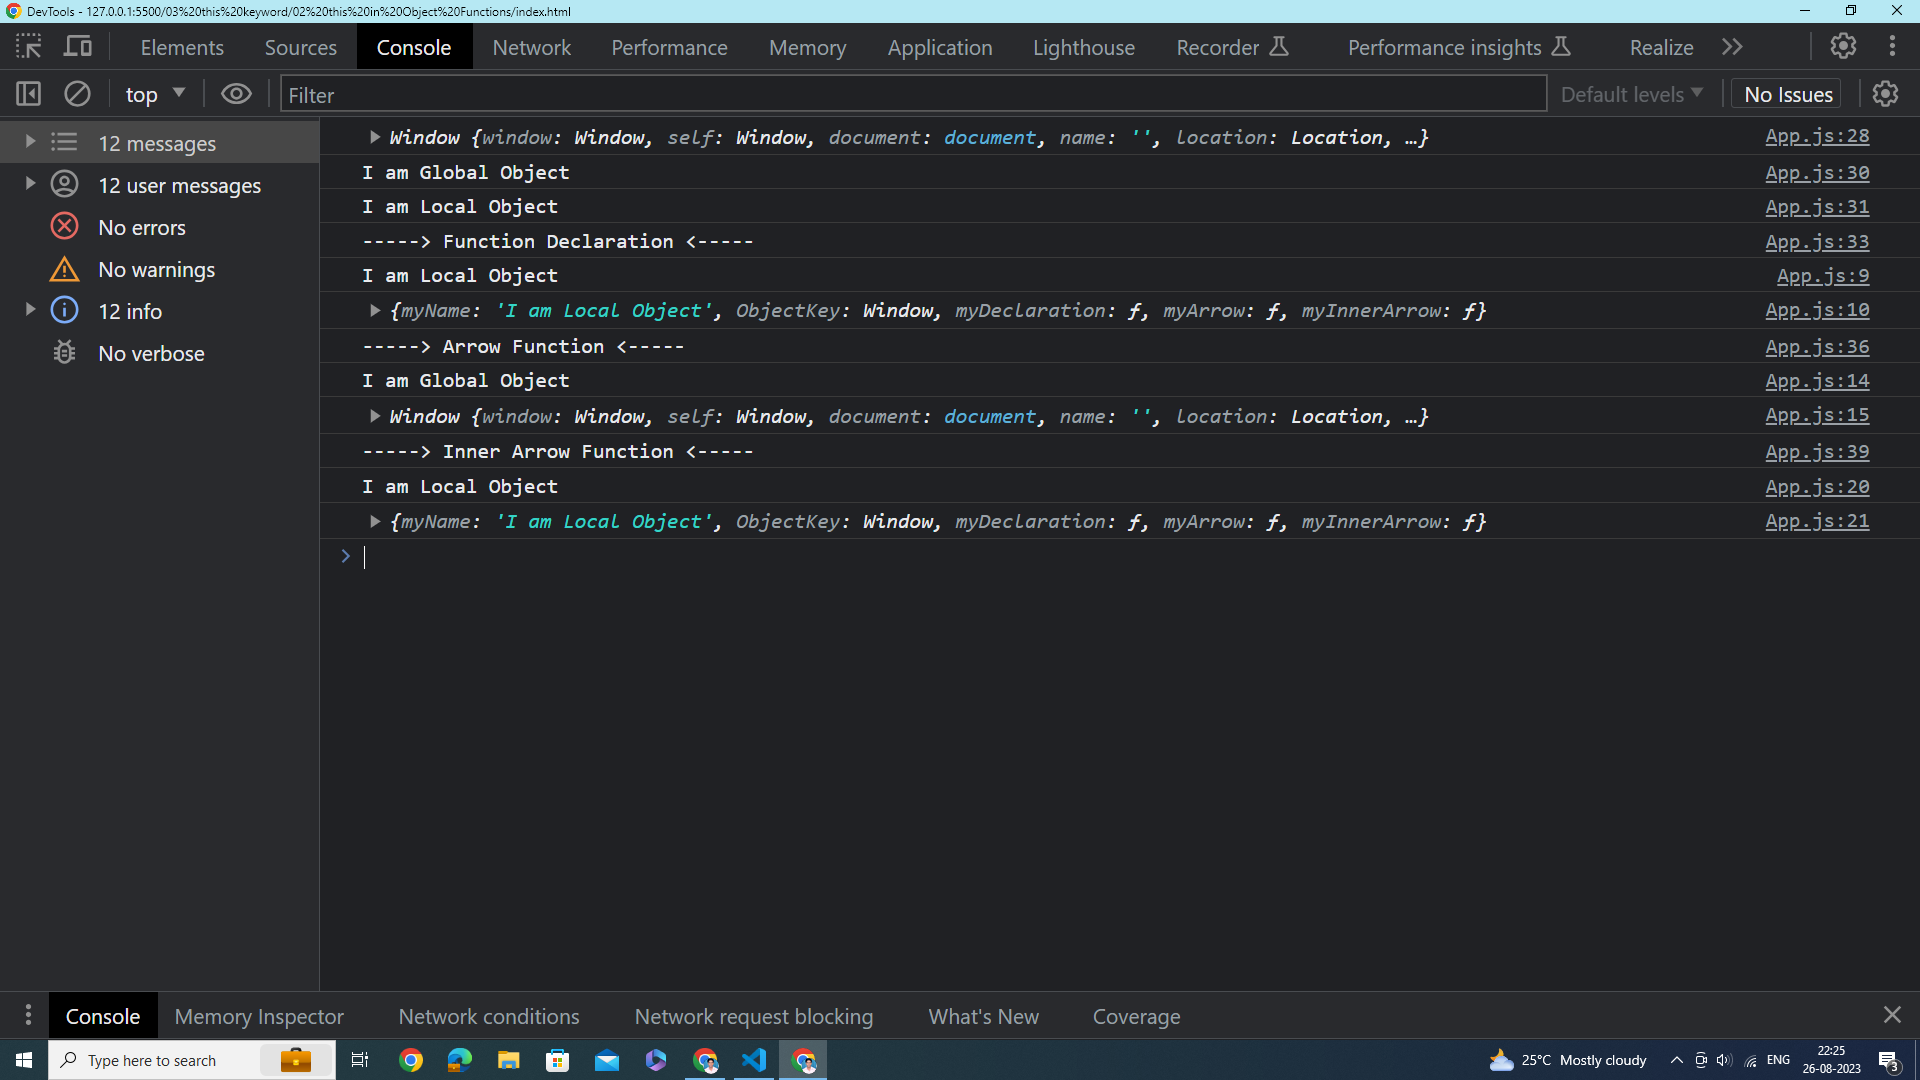 DevTools - 127.0.0.1:5500/03%20this%20keyword/02%20this%20in%20Object%20Functions/index.html
Elements Sources Console Network Performance Memory Application Lighthouse Recorder Performance insights Realize
top Filter Default levels No Issues
12 messages
12 user messages
No errors
No warnings
12 info
No verbose
Window {window: Window, self: Window, document: document, name: '', location: Location, …} App.js:28
I am Global Object App.js:30
I am Local Object App.js:31
-----> Function Declaration <----- App.js:33
I am Local Object App.js:9
{myName: 'I am Local Object', ObjectKey: Window, myDeclaration: ƒ, myArrow: ƒ, myInnerArrow: ƒ} App.js:10
-----> Arrow Function <----- App.js:36
I am Global Object App.js:14
Window {window: Window, self: Window, document: document, name: '', location: Location, …} App.js:15
-----> Inner Arrow Function <----- App.js:39
I am Local Object App.js:20
{myName: 'I am Local Object', ObjectKey: Window, myDeclaration: ƒ, myArrow: ƒ, myInnerArrow: ƒ} App.js:21
>
Console Memory Inspector Network conditions Network request blocking What's New Coverage
Type here to search 25°C Mostly cloudy ENG 22:25
26-08-2023 3